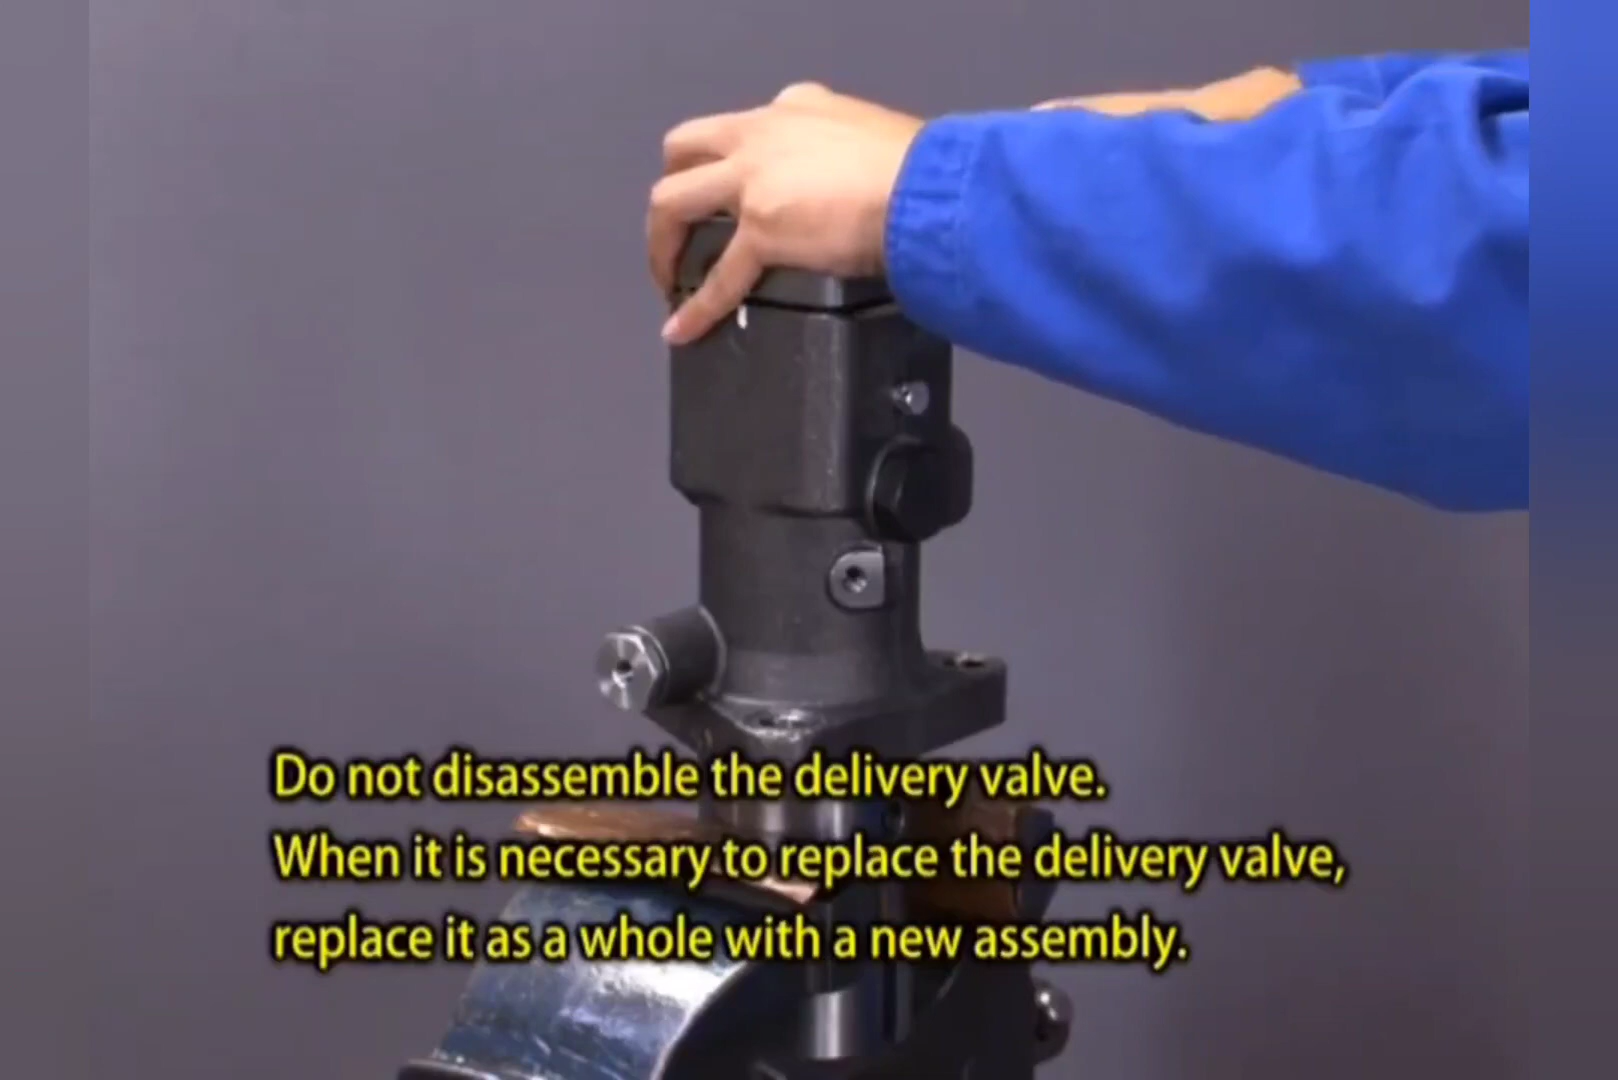 Do not disassemble the delivery valve.
When it is necessary to replace the delivery valve,
replace it as a whole with a new assembly.